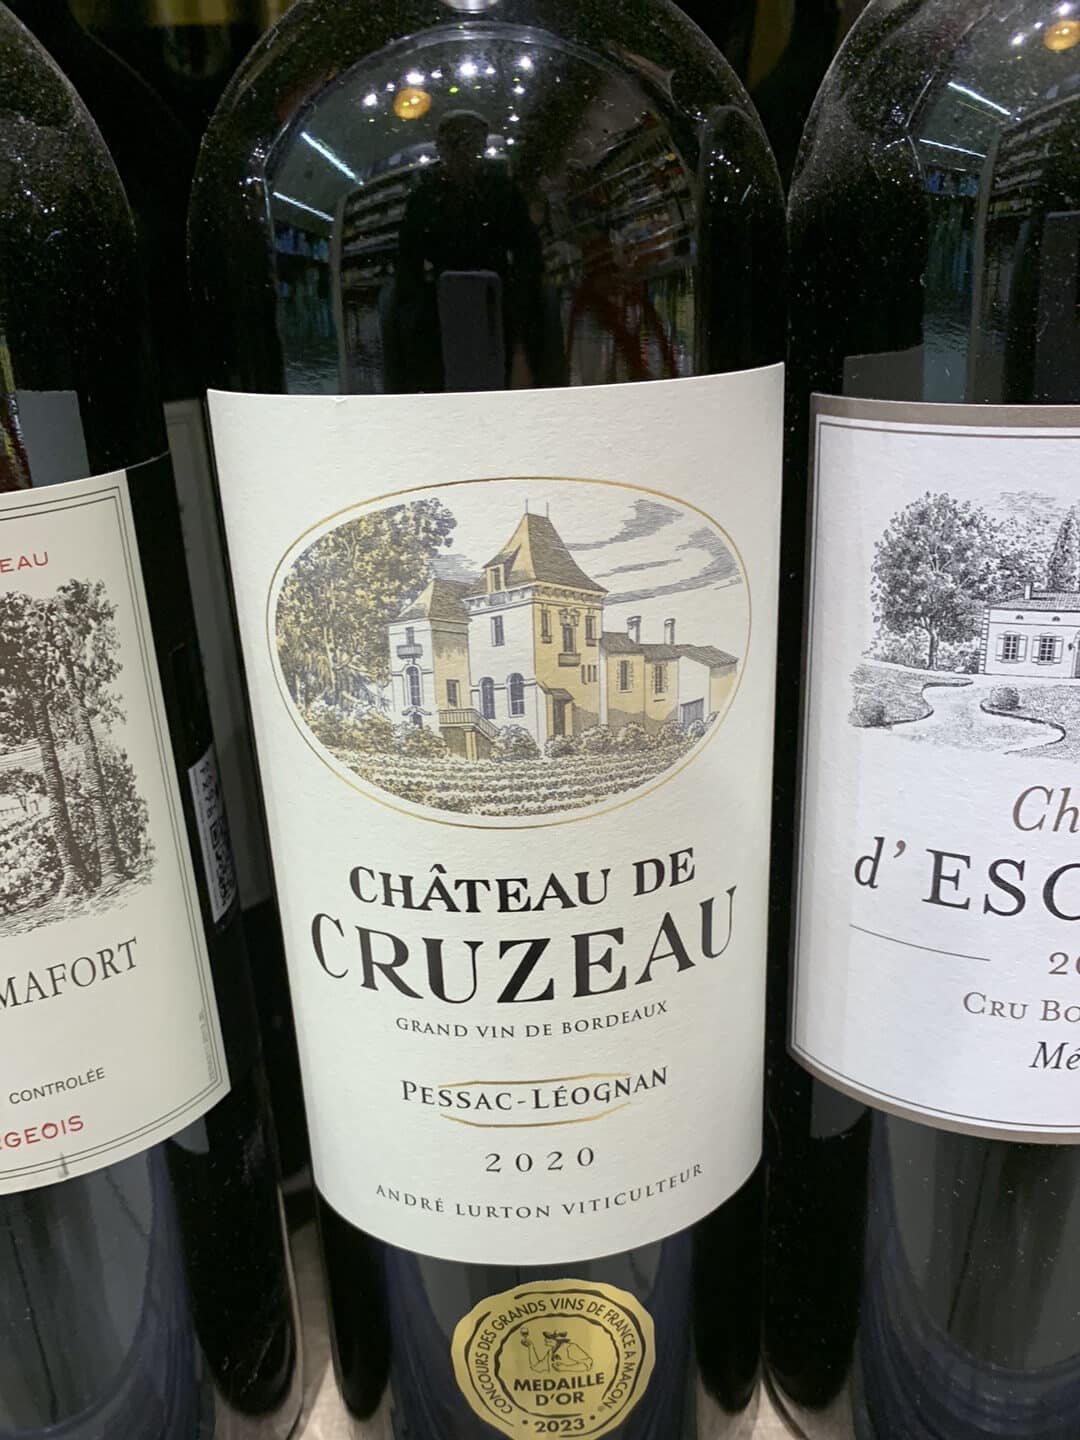 EAU
MAFORT
CONTROLÉE
RGEOIS
CHÂTEAU DE
CRUZEAU
GRAND VIN DE BORDEAUX
PESSAC-LÉOGNAN
2020
ANDRÉ LURTON VITICULTEUR
CONCOURS DES GRANDS VINS DE FRANCE A MACON
MEDAILLE
D'OR
2023
Ch
d'ESC
20
CRU BO
Mé